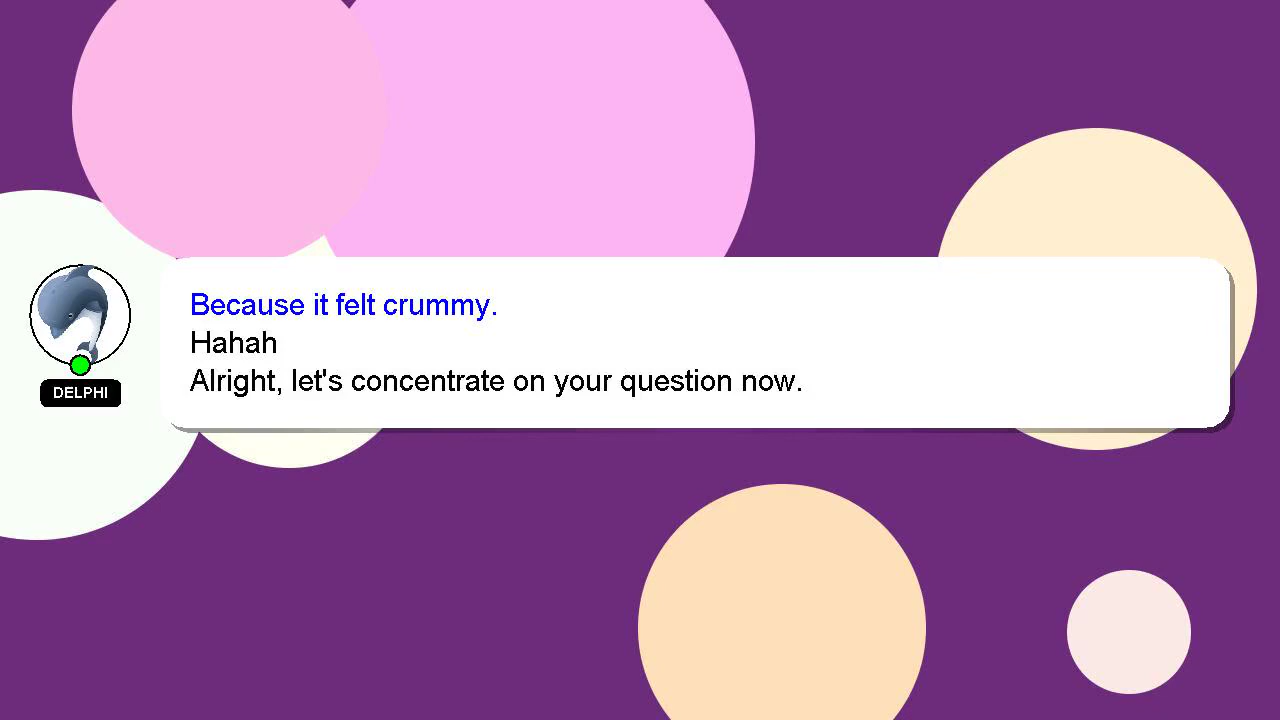 Because it felt crummy.
Hahah
Alright, let's concentrate on your question now.
DELPHI